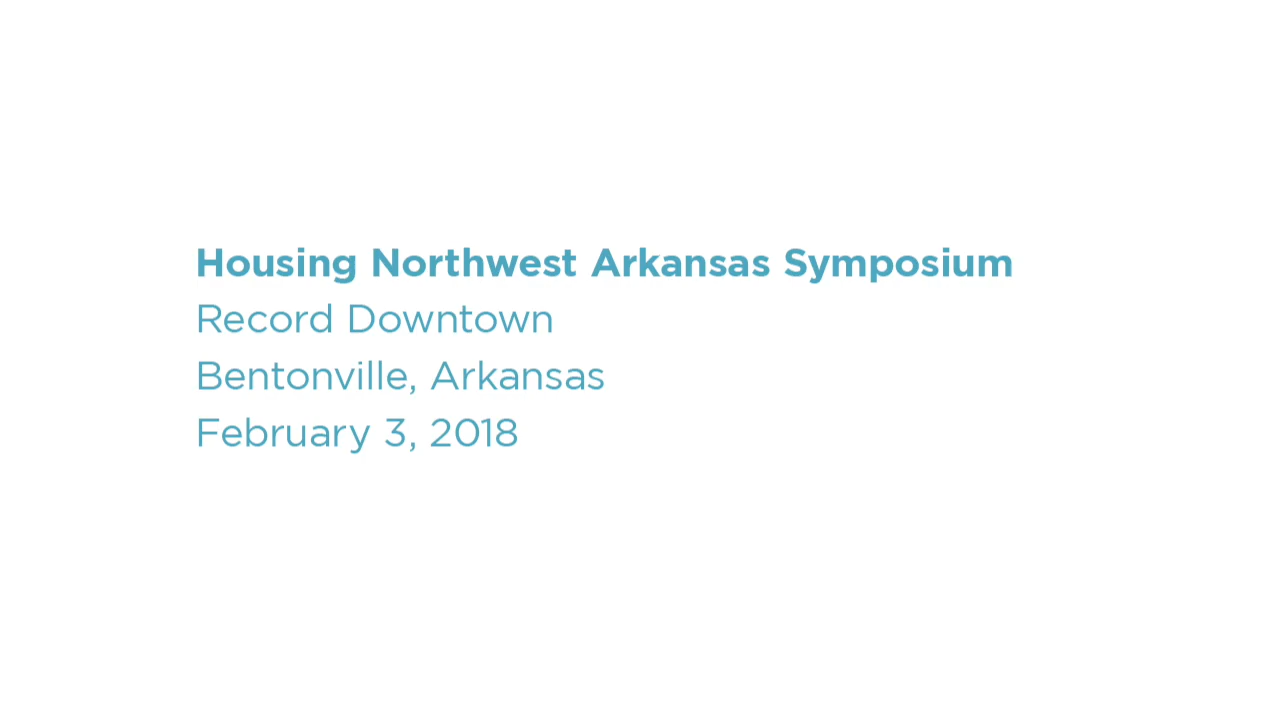 Housing Northwest Arkansas Symposium
Record Downtown
Bentonville, Arkansas
February 3, 2018